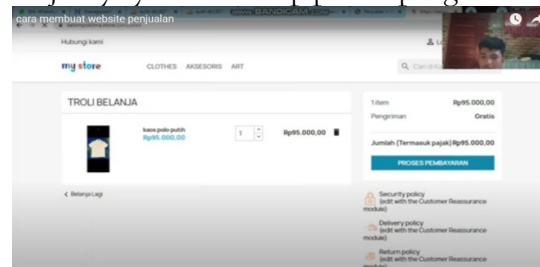 cara membuat website penjualan
www.BANDICAM.COM
Hubungi kami
my store
CLOTHES AKSESORIS ART
TROLI BELANJA
kaos polo putih
Rp95.000,00
1
Rp95.000,00
1 item Rp95.000,00
Pengiriman Gratis
Jumlah (Termasuk pajak) Rp95.000,00
PROSES PEMBAYARAN
Belanja Lagi
Security policy
(edit with the Customer Reassurance
module)
Delivery policy
(edit with the Customer Reassurance
module)
Return policy
(edit with the Customer Reassurance
module)